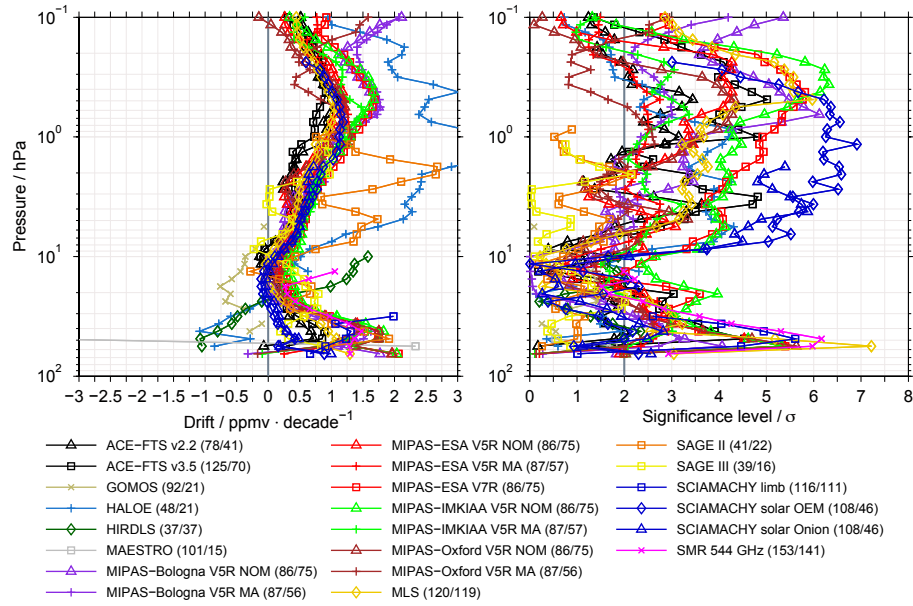 10⁻¹
10⁰
10¹
10²
Pressure / hPa
−3 −2.5 −2 −1.5 −1 −0.5 0 0.5 1 1.5 2 2.5 3
Drift / ppmv · decade⁻¹
10⁻¹
10⁰
10¹
10²
0 1 2 3 4 5 6 7 8
Significance level / σ
ACE−FTS v2.2 (78/41)
ACE−FTS v3.5 (125/70)
GOMOS (92/21)
HALOE (48/21)
HIRDLS (37/37)
MAESTRO (101/15)
MIPAS−Bologna V5R NOM (86/75)
MIPAS−Bologna V5R MA (87/56)
MIPAS−ESA V5R NOM (86/75)
MIPAS−ESA V5R MA (87/57)
MIPAS−ESA V7R (86/75)
MIPAS−IMKIAA V5R NOM (86/75)
MIPAS−IMKIAA V5R MA (87/57)
MIPAS−Oxford V5R NOM (86/75)
MIPAS−Oxford V5R MA (87/56)
MLS (120/119)
SAGE II (41/22)
SAGE III (39/16)
SCIAMACHY limb (116/111)
SCIAMACHY solar OEM (108/46)
SCIAMACHY solar Onion (108/46)
SMR 544 GHz (153/141)